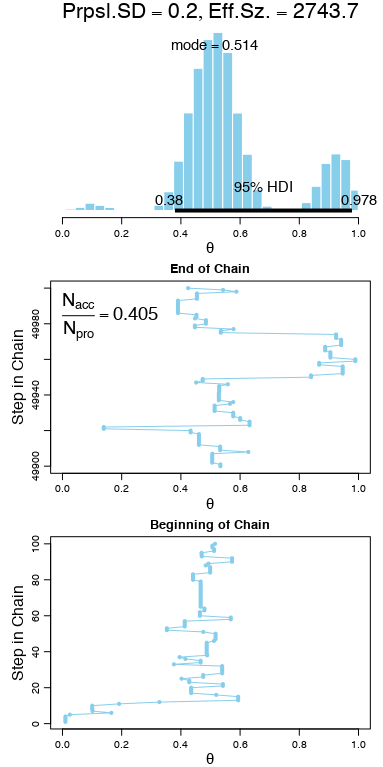 Prpsl.SD = 0.2, Eff.Sz. = 2743.7
mode = 0.514
95% HDI
0.38 0.978
0.0 0.2 0.4 0.6 0.8 1.0
θ
End of Chain
Nacc
Npro
= 0.405
Step in Chain
49900 49940 49980
0.0 0.2 0.4 0.6 0.8 1.0
θ
Beginning of Chain
Step in Chain
0 20 40 60 80 100
0.0 0.2 0.4 0.6 0.8 1.0
θ